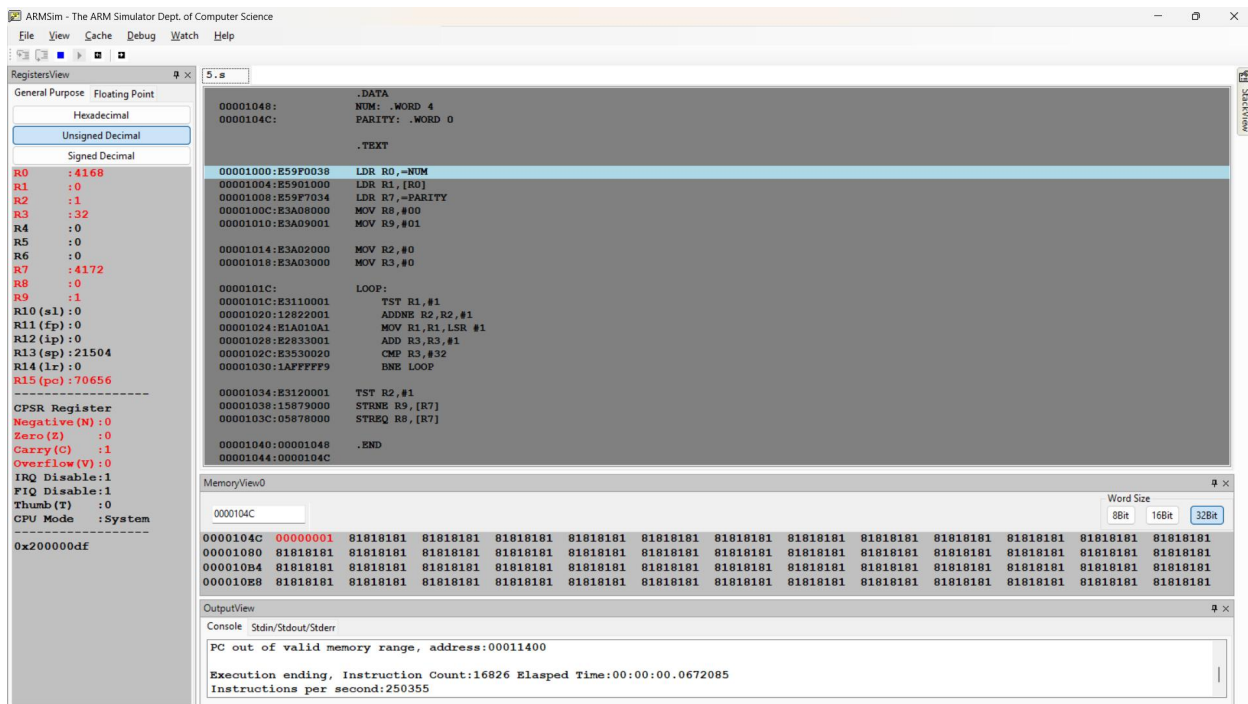 ARMSim - The ARM Simulator Dept. of Computer Science
File View Cache Debug Watch Help
RegistersView
General Purpose Floating Point
Hexadecimal
Unsigned Decimal
Signed Decimal
R0 :4168
R1 :0
R2 :1
R3 :32
R4 :0
R5 :0
R6 :0
R7 :4172
R8 :0
R9 :1
R10(sl):0
R11(fp):0
R12(ip):0
R13(sp):21504
R14(lr):0
R15(pc):70656
-------------------
CPSR Register
Negative(N):0
Zero(Z) :0
Carry(C) :1
Overflow(V):0
IRQ Disable:1
FIQ Disable:1
Thumb(T) :0
CPU Mode :System
-------------------
0x200000df
5.s
.DATA
00001048: NUM: .WORD 4
0000104C: PARITY: .WORD 0
.TEXT
00001000:E59F0038 LDR R0,=NUM
00001004:E5901000 LDR R1,[R0]
00001008:E59F7034 LDR R7,=PARITY
0000100C:E3A08000 MOV R8,#00
00001010:E3A09001 MOV R9,#01
00001014:E3A02000 MOV R2,#0
00001018:E3A03000 MOV R3,#0
0000101C: LOOP:
0000101C:E3110001 TST R1,#1
00001020:12822001 ADDNE R2,R2,#1
00001024:E1A010A1 MOV R1,R1,LSR #1
00001028:E2833001 ADD R3,R3,#1
0000102C:E3530020 CMP R3,#32
00001030:1AFFFFF9 BNE LOOP
00001034:E3120001 TST R2,#1
00001038:15879000 STRNE R9,[R7]
0000103C:05878000 STREQ R8,[R7]
00001040:00001048 .END
00001044:0000104C
StackView
MemoryView0
0000104C
Word Size
8Bit 16Bit 32Bit
0000104C 00000001 81818181 81818181 81818181 81818181 81818181 81818181 81818181 81818181 81818181 81818181 81818181 81818181
00001080 81818181 81818181 81818181 81818181 81818181 81818181 81818181 81818181 81818181 81818181 81818181 81818181 81818181
000010B4 81818181 81818181 81818181 81818181 81818181 81818181 81818181 81818181 81818181 81818181 81818181 81818181 81818181
000010E8 81818181 81818181 81818181 81818181 81818181 81818181 81818181 81818181 81818181 81818181 81818181 81818181 81818181
OutputView
Console Stdin/Stdout/Stderr
PC out of valid memory range, address:00011400
Execution ending, Instruction Count:16826 Elasped Time:00:00:00.0672085
Instructions per second:250355